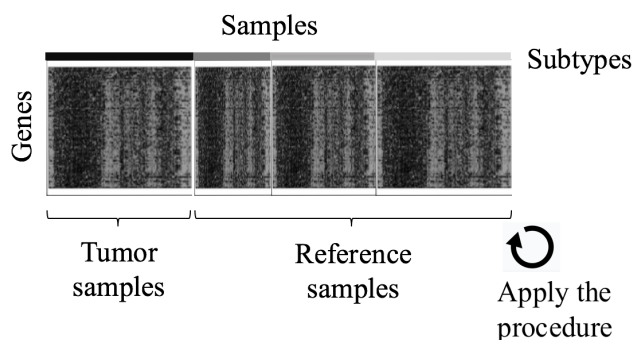 Samples
Subtypes
Genes
Tumor
samples
Reference
samples
Apply the
procedure